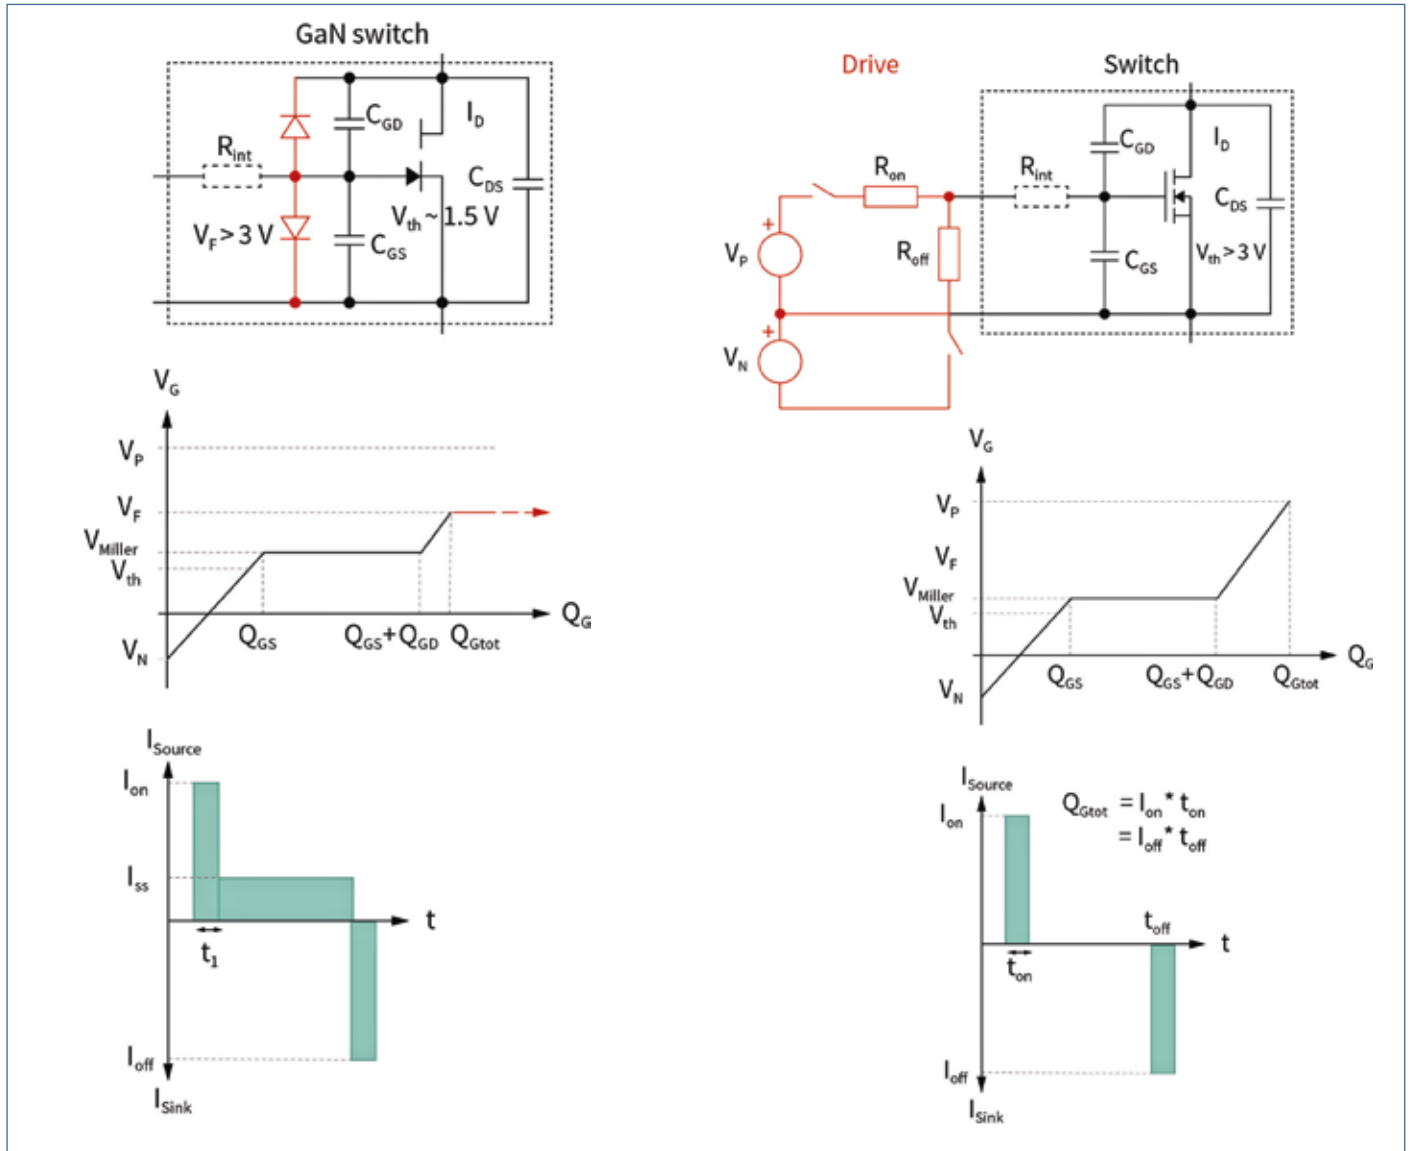 GaN switch
I_D
C_GD
R_int
C_DS
V_th ~ 1.5 V
V_F > 3 V
C_GS
Drive
Switch
C_GD
I_D
R_on
R_int
C_DS
+
V_P
R_off
C_GS
V_th > 3 V
+
V_N
V_G
V_P
V_F
V_Miller
V_th
Q_G
Q_GS
Q_GS + Q_GD
Q_Gtot
V_N
V_G
V_P
V_F
V_Miller
V_th
Q_G
Q_GS
Q_GS + Q_GD
Q_Gtot
V_N
I_Source
I_on
I_ss
t
t_1
I_off
I_Sink
I_Source
Q_Gtot = I_on * t_on
= I_off * t_off
I_on
t_off
t
t_on
I_off
I_Sink